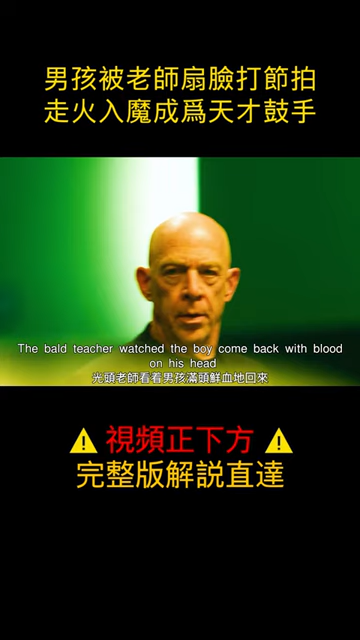 男孩被老師扇臉打節拍
走火入魔成爲天才鼓手
The bald teacher watched the boy come back with blood
on his head
光頭老師看着男孩滿頭鮮血地回來
視頻正下方
完整版解説直達